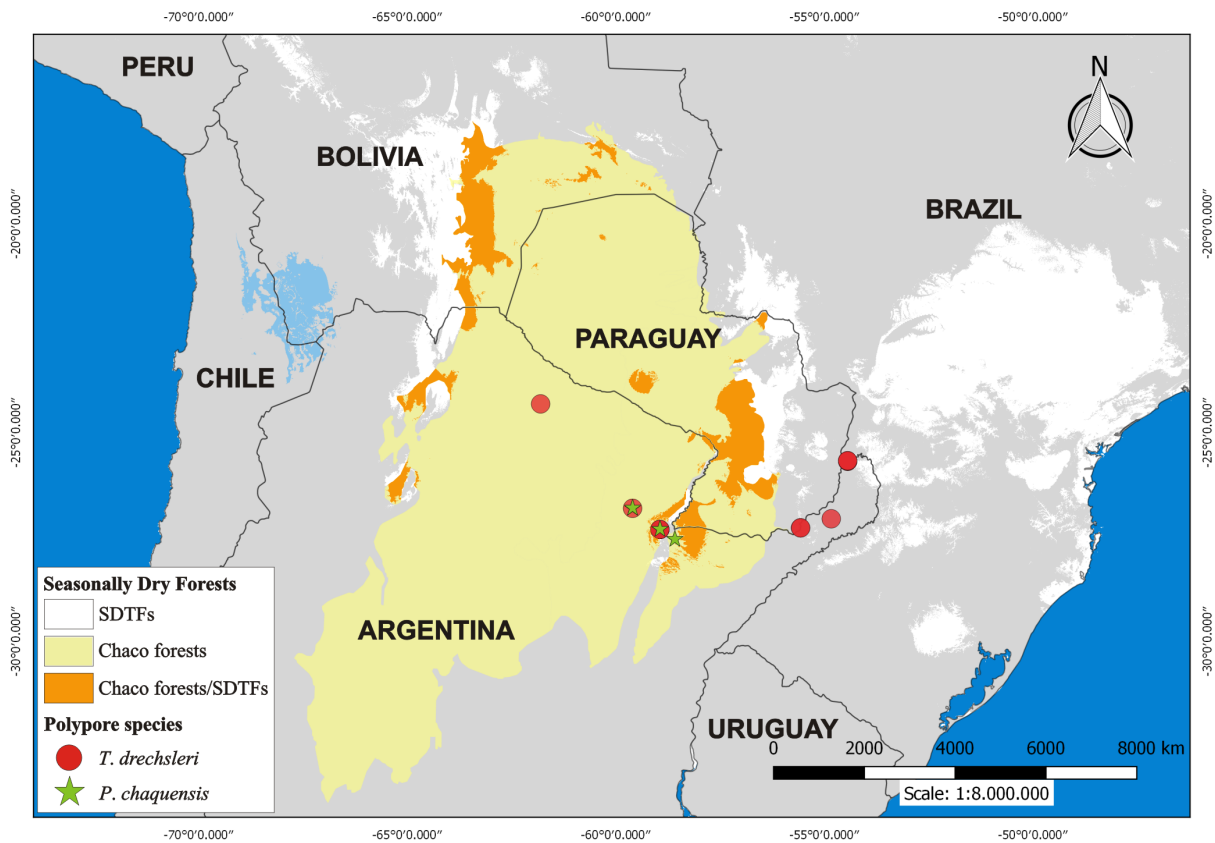 -70°0'0.000" -65°0'0.000" -60°0'0.000" -55°0'0.000" -50°0'0.000"
PERU
N
BOLIVIA
BRAZIL
-20°0'0.000" -20°0'0.000"
PARAGUAY
CHILE
-25°0'0.000" -25°0'0.000"
Seasonally Dry Forests
SDTFs
Chaco forests
Chaco forests/SDTFs
Polypore species
T. drechsleri
P. chaquensis
ARGENTINA
-30°0'0.000" -30°0'0.000"
URUGUAY
0 2000 4000 6000 8000 km
Scale: 1:8.000.000
-70°0'0.000" -65°0'0.000" -60°0'0.000" -55°0'0.000" -50°0'0.000"